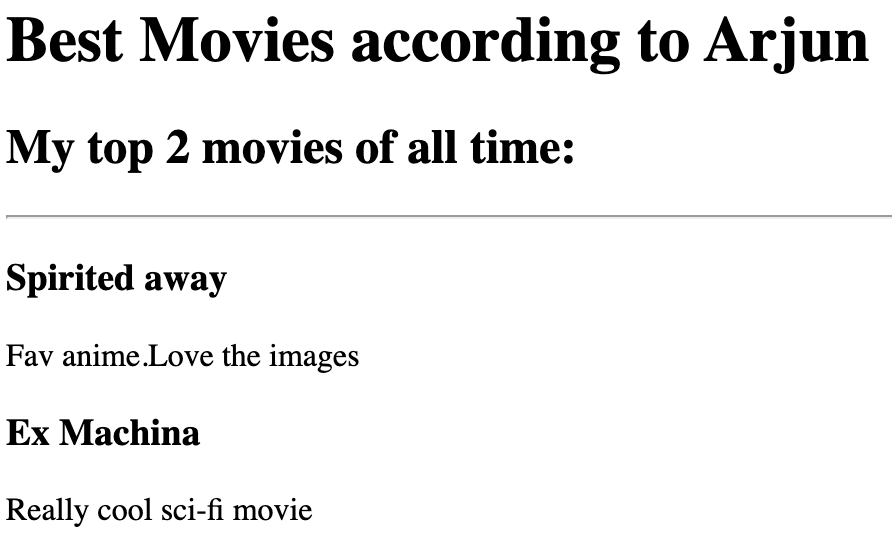 Best Movies according to Arjun
My top 2 movies of all time:
Spirited away
Fav anime.Love the images
Ex Machina
Really cool sci-fi movie